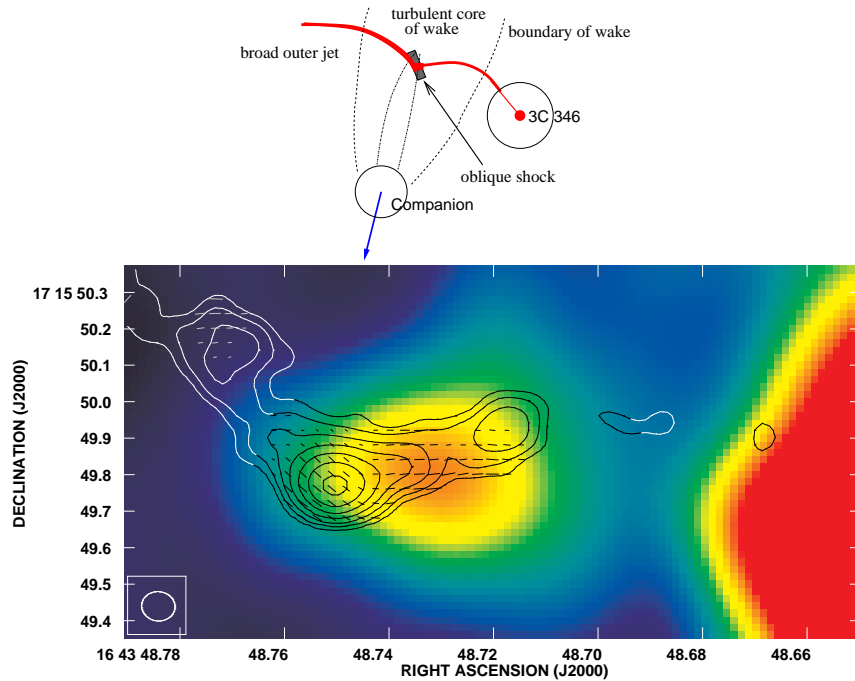 turbulent core
of wake
boundary of wake
broad outer jet
3C 346
oblique shock
Companion
17 15 50.3
50.2
50.1
50.0
49.9
49.8
49.7
49.6
49.5
49.4
DECLINATION (J2000)
16 43 48.78
48.76
48.74
48.72
48.70
48.68
48.66
RIGHT ASCENSION (J2000)